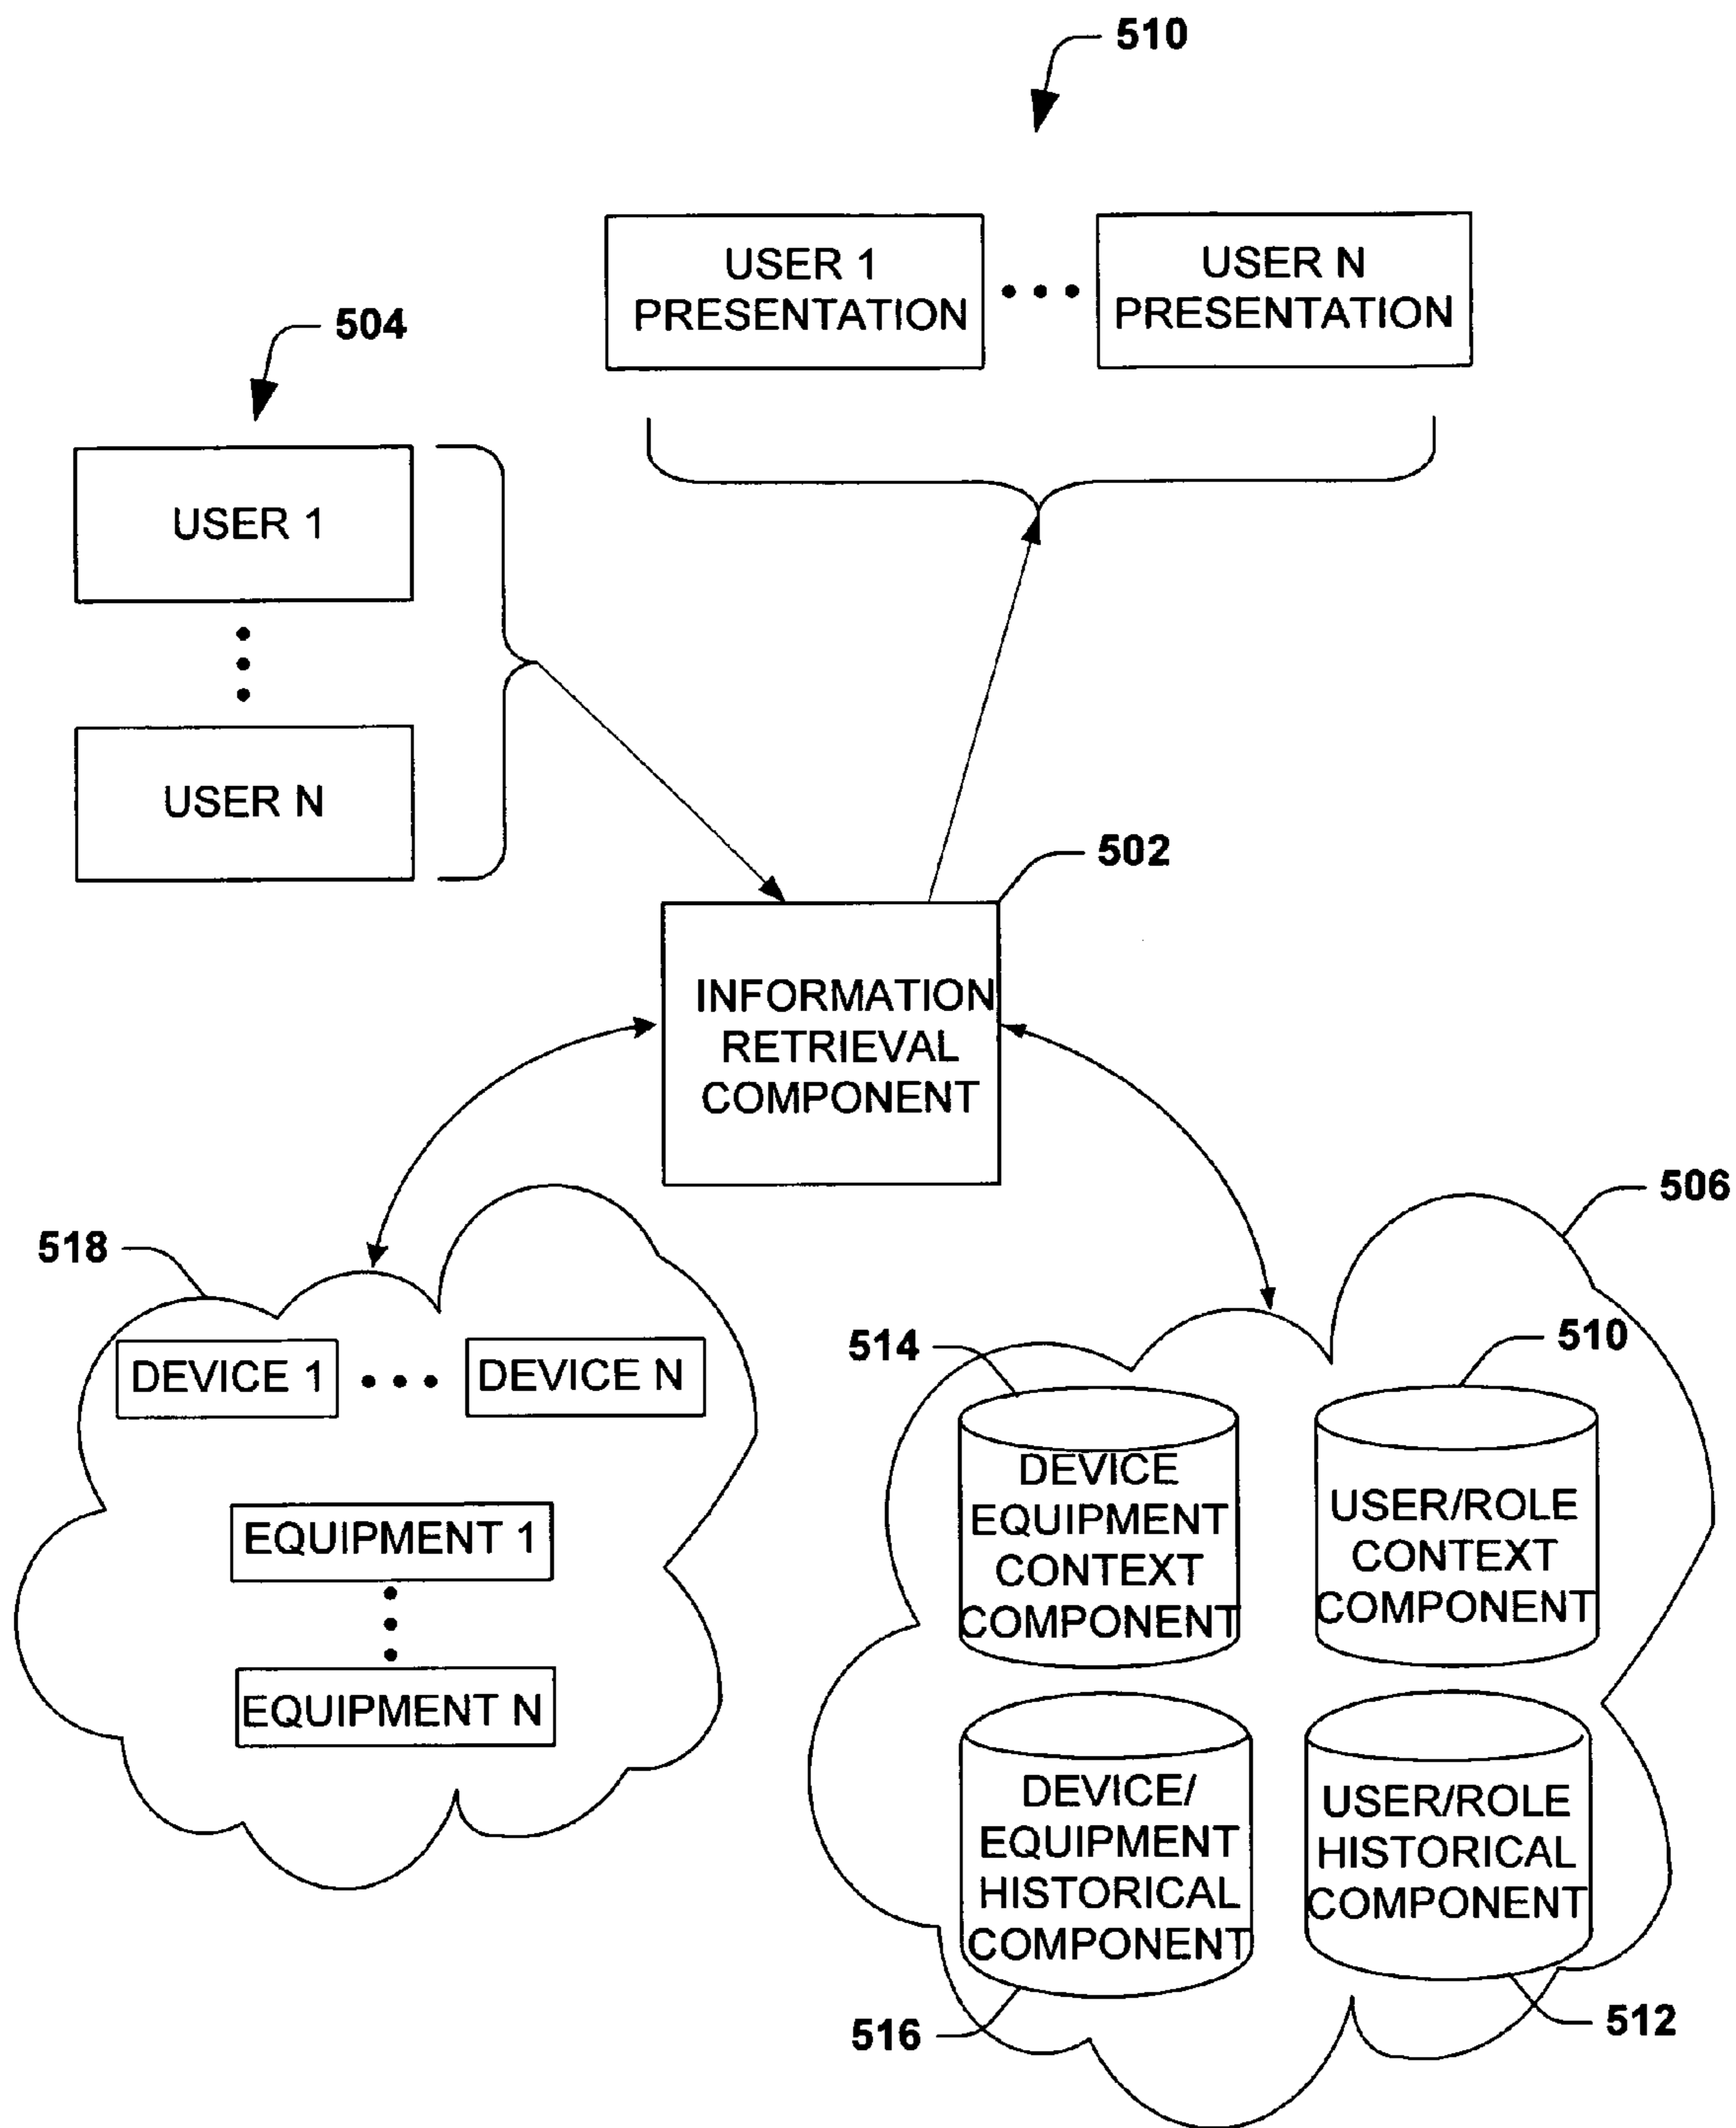 510
USER 1
PRESENTATION
USER N
PRESENTATION
504
USER 1
USER N
502
INFORMATION
RETRIEVAL
COMPONENT
506
518
DEVICE 1
DEVICE N
EQUIPMENT 1
EQUIPMENT N
514
510
DEVICE
EQUIPMENT
CONTEXT
COMPONENT
USER/ROLE
CONTEXT
COMPONENT
DEVICE/
EQUIPMENT
HISTORICAL
COMPONENT
USER/ROLE
HISTORICAL
COMPONENT
516
512